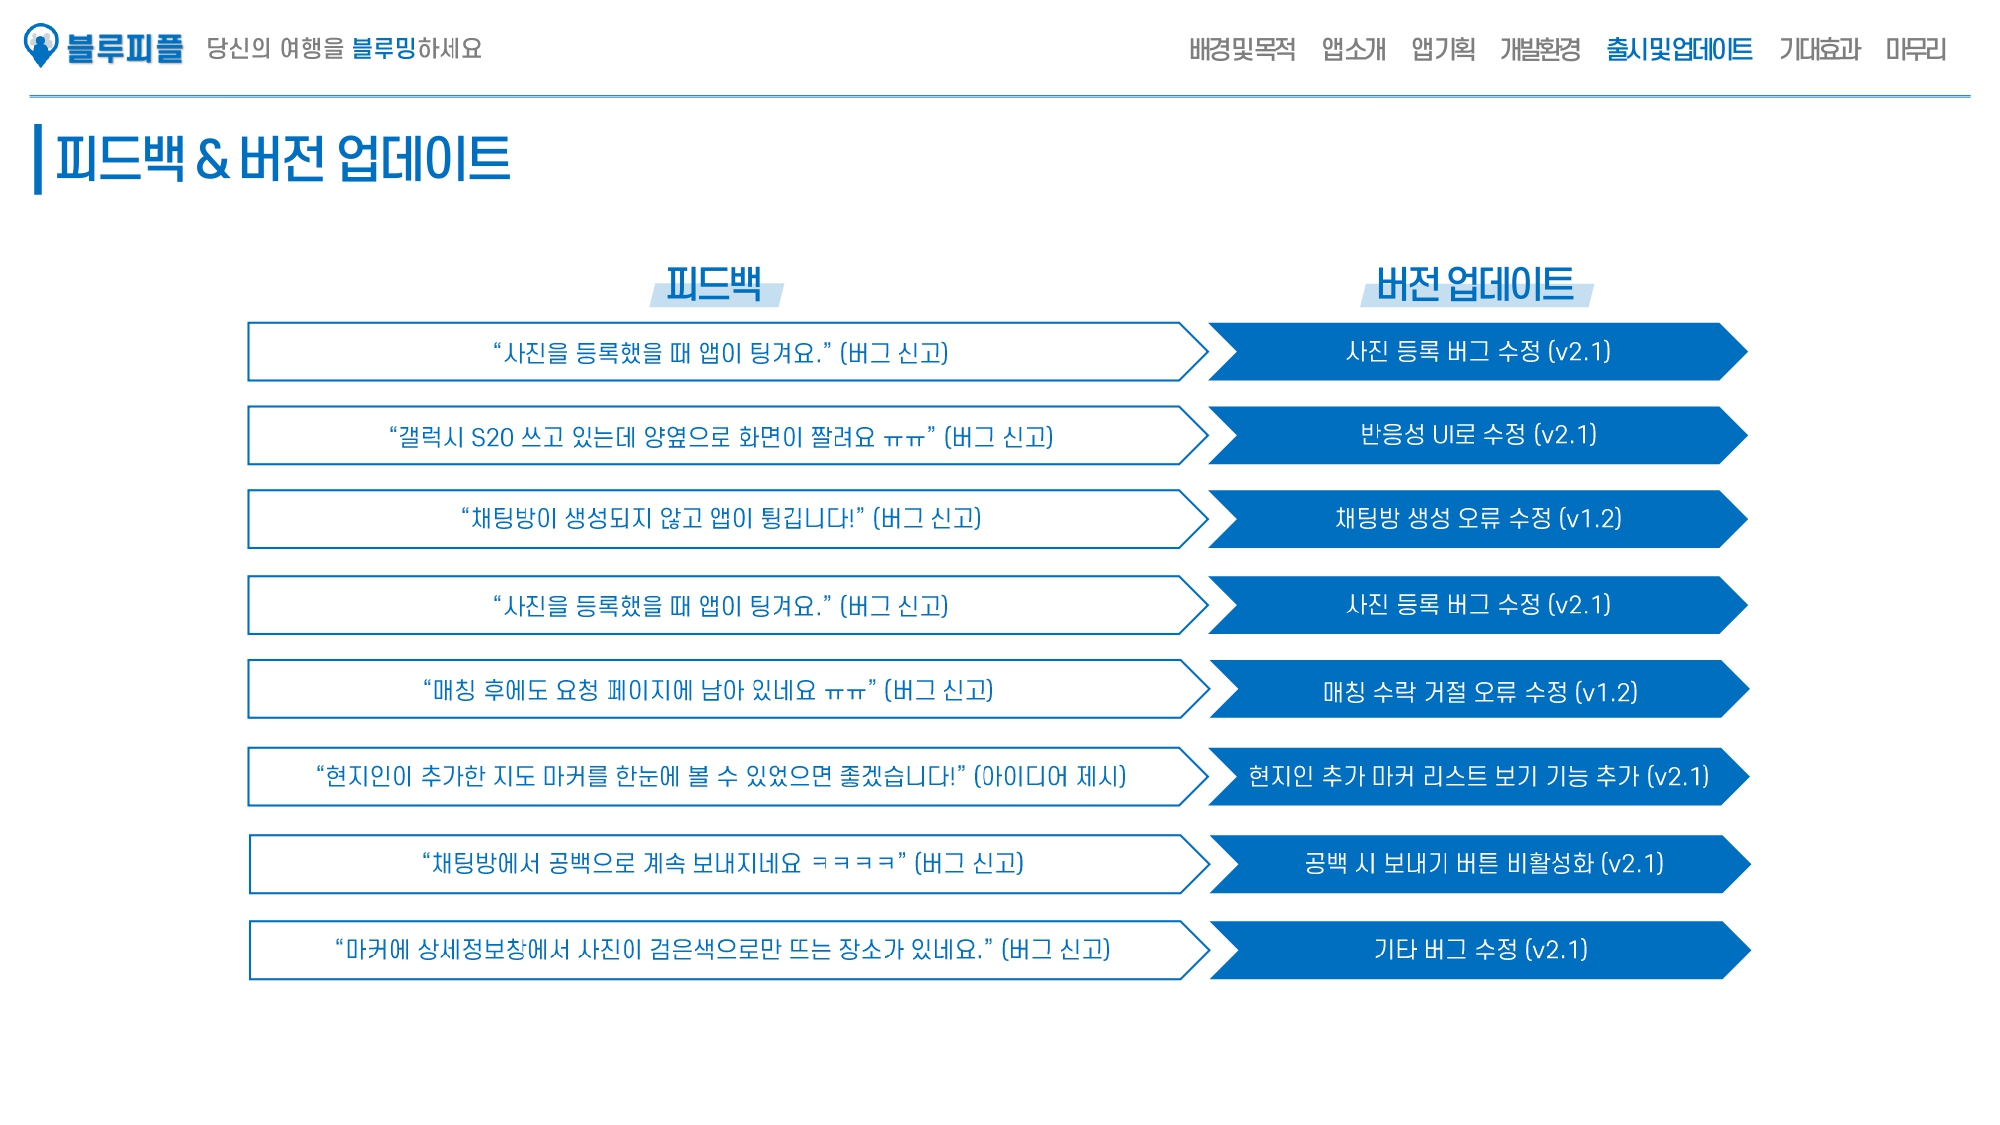 블루피플 당신의 여행을 블루밍하세요
배경및목적 앱소개 앱기획 개발환경 출시및업데이트 기대효과 마무리
피드백 & 버전 업데이트
피드백 버전 업데이트
“사진을 등록했을 때 앱이 팅겨요.” (버그 신고) 사진 등록 버그 수정 (v2.1)
“갤럭시 S20 쓰고 있는데 양옆으로 화면이 짤려요 ㅠㅠ” (버그 신고) 반응성 UI로 수정 (v2.1)
“채팅방이 생성되지 않고 앱이 튕깁니다!” (버그 신고) 채팅방 생성 오류 수정 (v1.2)
“사진을 등록했을 때 앱이 팅겨요.” (버그 신고) 사진 등록 버그 수정 (v2.1)
“매칭 후에도 요청 페이지에 남아 있네요 ㅠㅠ” (버그 신고) 매칭 수락 거절 오류 수정 (v1.2)
“현지인이 추가한 지도 마커를 한눈에 볼 수 있었으면 좋겠습니다!” (아이디어 제시) 현지인 추가 마커 리스트 보기 기능 추가 (v2.1)
“채팅방에서 공백으로 계속 보내지네요 ㅋㅋㅋㅋ” (버그 신고) 공백 시 보내기 버튼 비활성화 (v2.1)
“마커에 상세정보창에서 사진이 검은색으로만 뜨는 장소가 있네요.” (버그 신고) 기타 버그 수정 (v2.1)